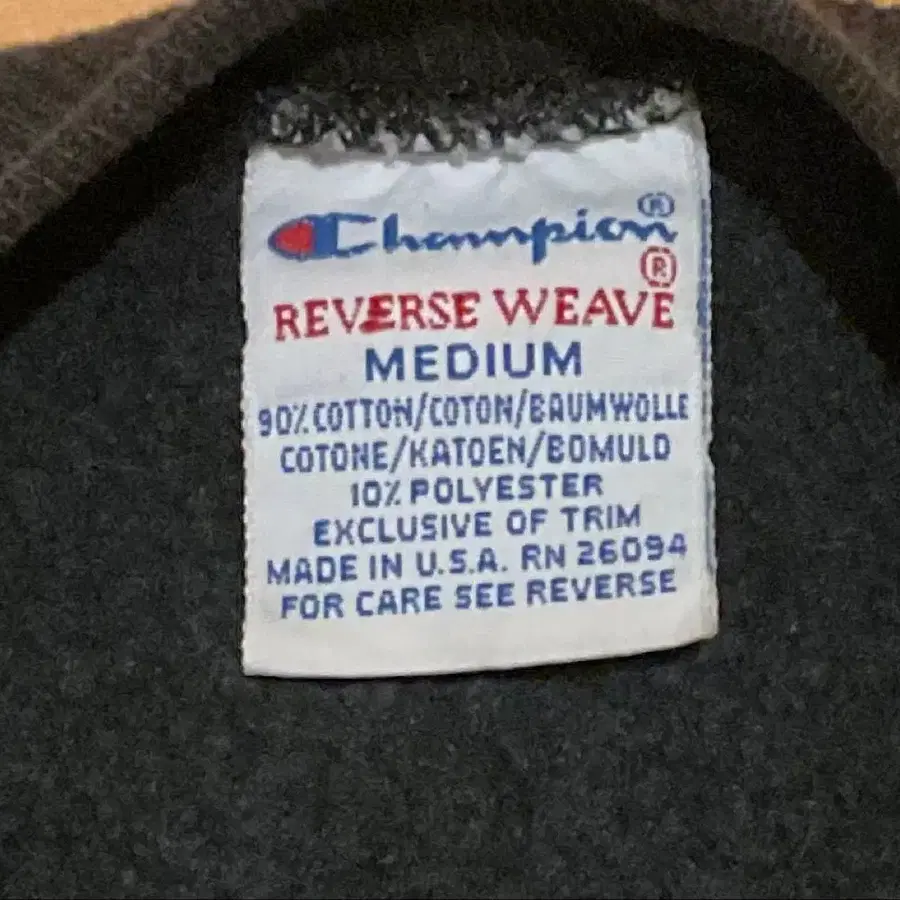 Champion®
®
REVERSE WEAVE
MEDIUM
90% COTTON/COTON/BAUMWOLLE
COTONE/KATOEN/BOMULD
10% POLYESTER
EXCLUSIVE OF TRIM
MADE IN U.S.A. RN 26094
FOR CARE SEE REVERSE